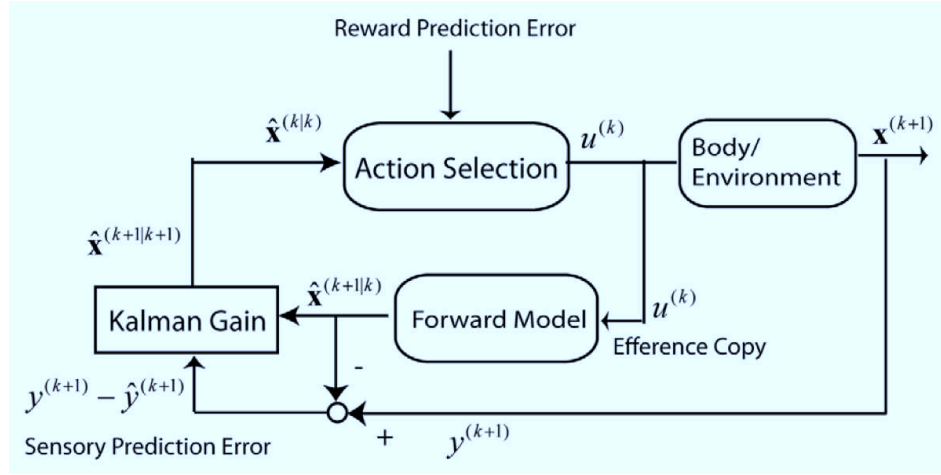 Reward Prediction Error
x̂^(k|k)
Action Selection
u^(k)
Body/
Environment
x^(k+1)
x̂^(k+1|k+1)
x̂^(k+1|k)
Kalman Gain
Forward Model
u^(k)
Efference Copy
-
y^(k+1) − ŷ^(k+1)
+
y^(k+1)
Sensory Prediction Error